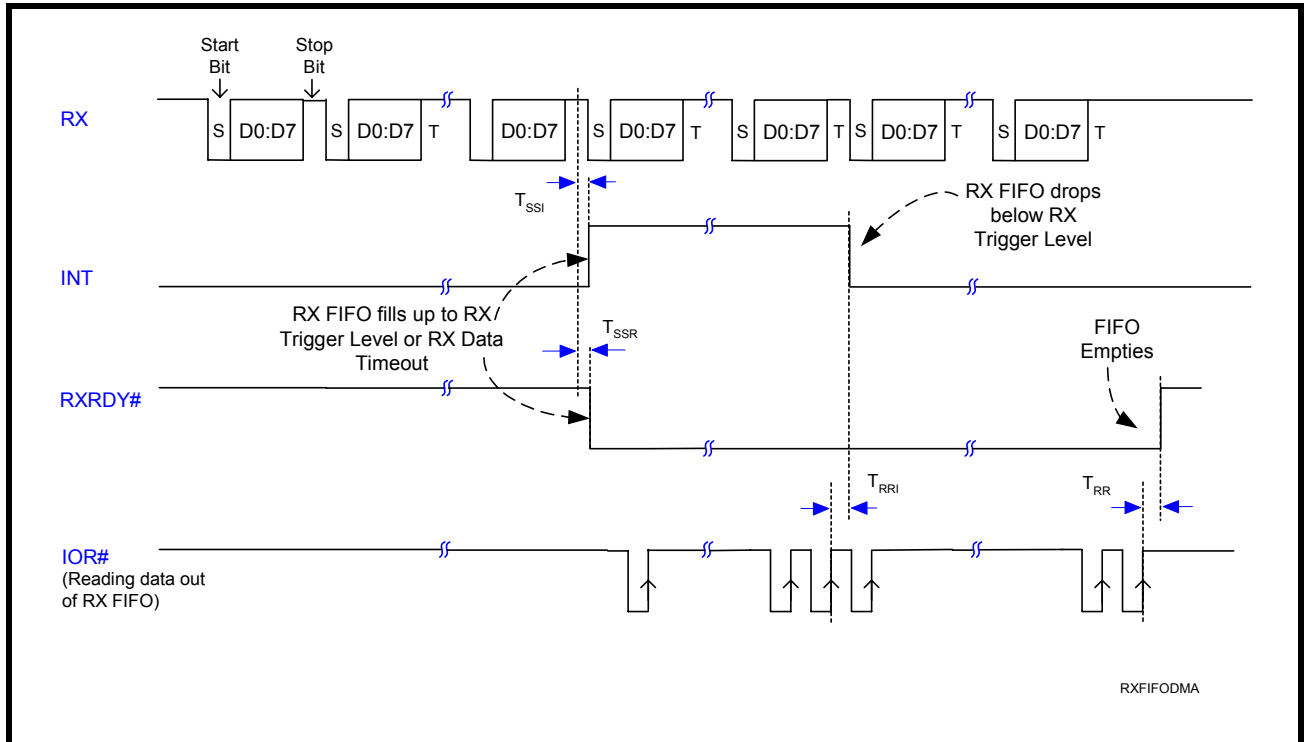 Start
Bit
Stop
Bit
RX
S D0:D7 S D0:D7 T D0:D7 S D0:D7 T S D0:D7 T S D0:D7 T S D0:D7 T
TSSI
RX FIFO drops
below RX
Trigger Level
INT
RX FIFO fills up to RX
Trigger Level or RX Data
Timeout
TSSR
FIFO
Empties
RXRDY#
TRRI
TRR
IOR#
(Reading data out
of RX FIFO)
RXFIFODMA